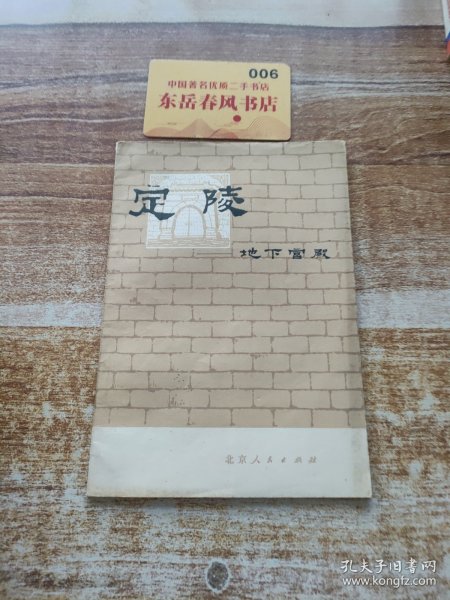 006
中国著名优质二手书店
东岳春风书店
定陵
地下宫殿
北京人民出版社
孔夫子旧书网
www.kongfz.com